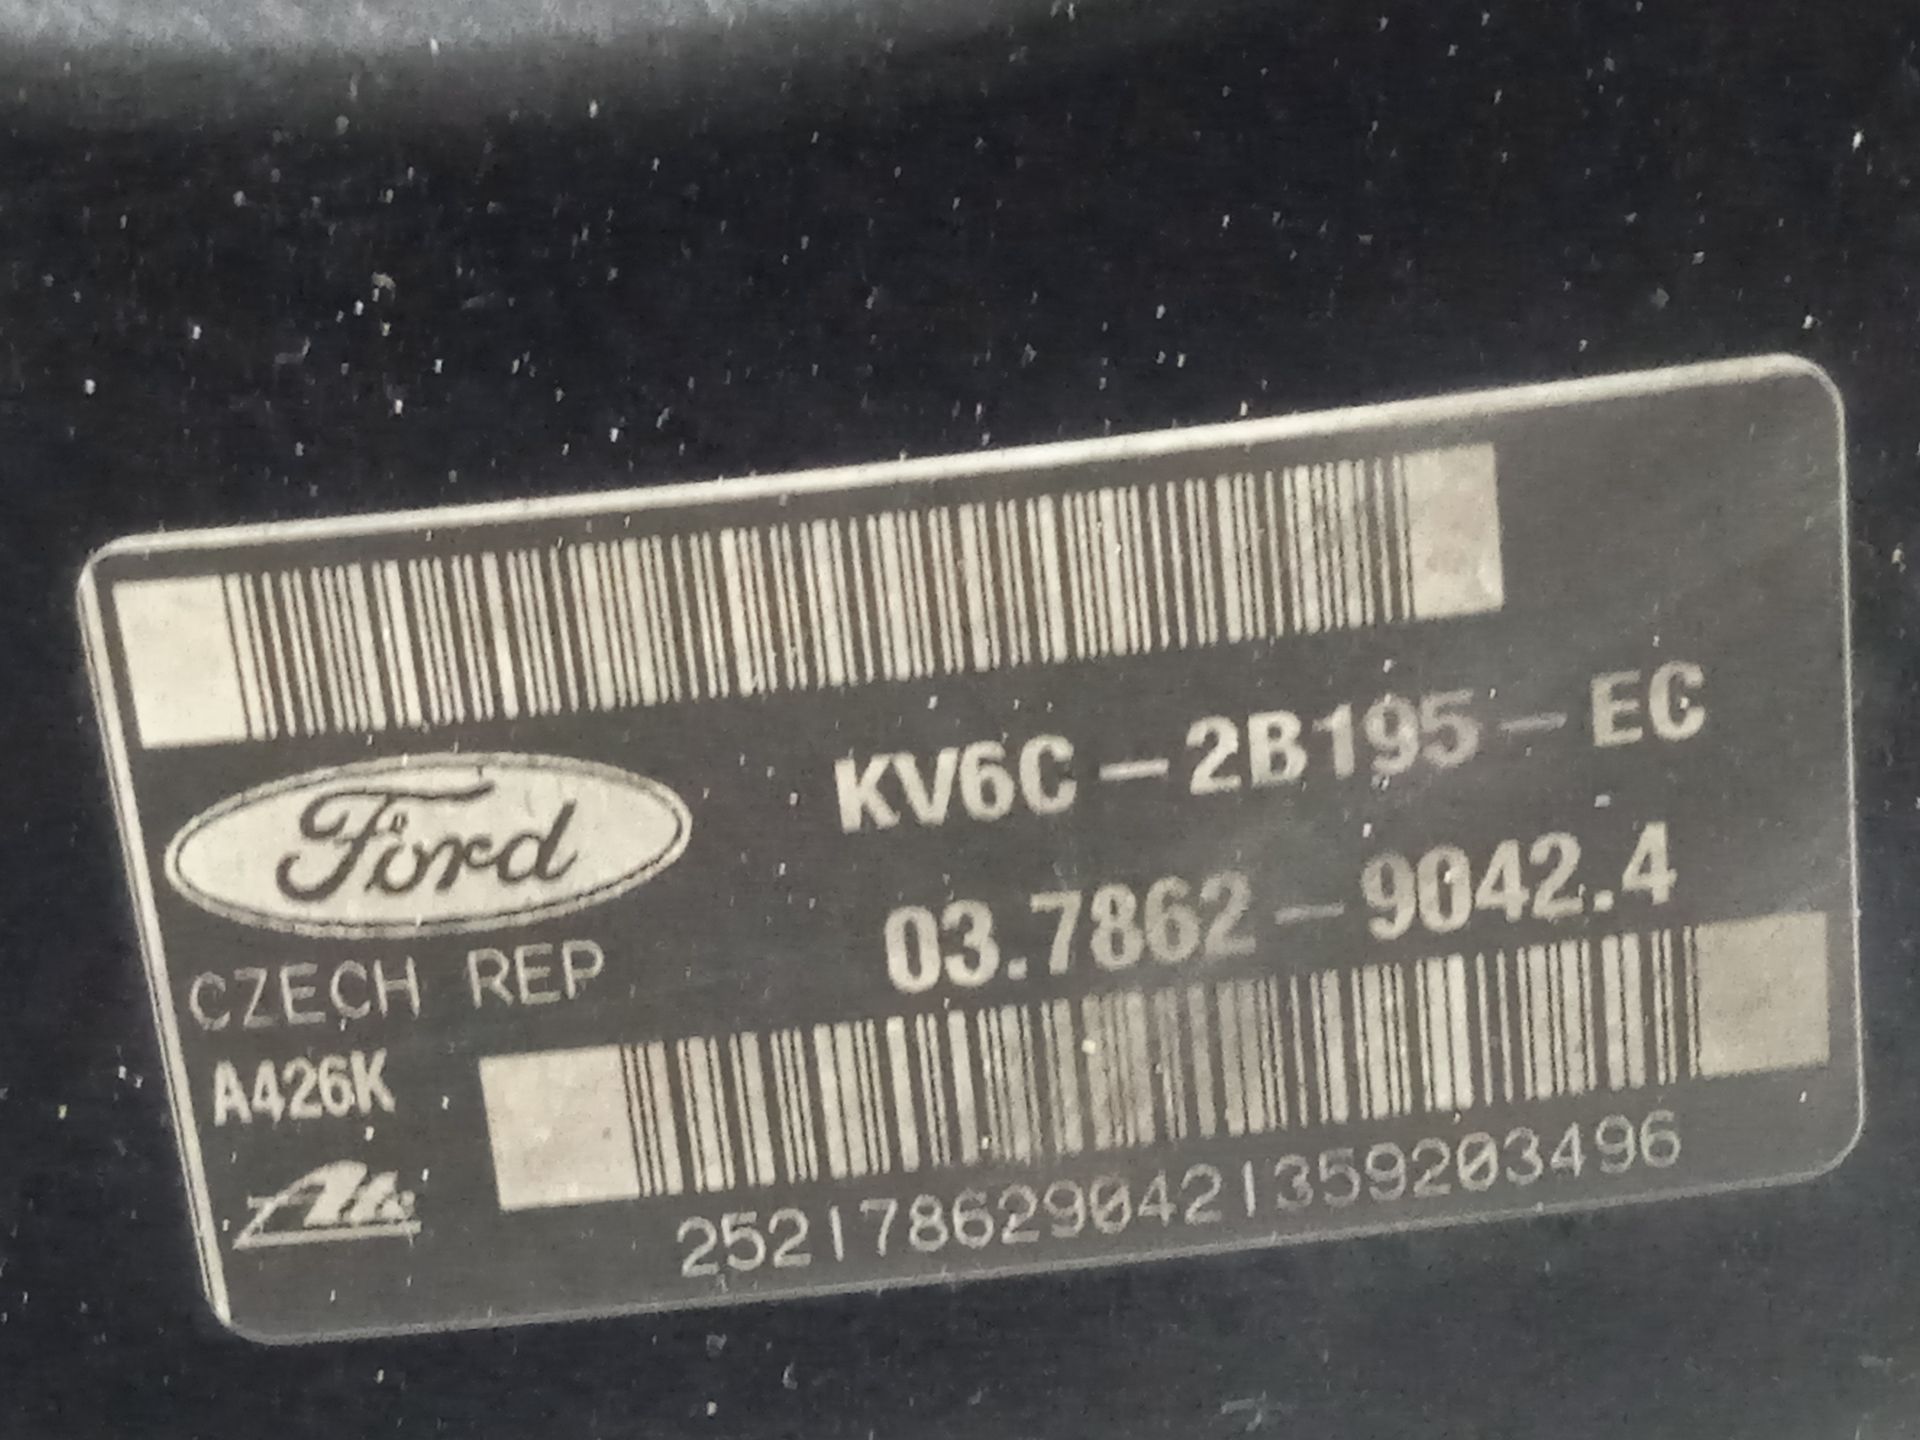 KV6C-2B195-EC
Ford
03.7862-9042.4
CZECH REP
A426K
Ate
2521786290421359203496